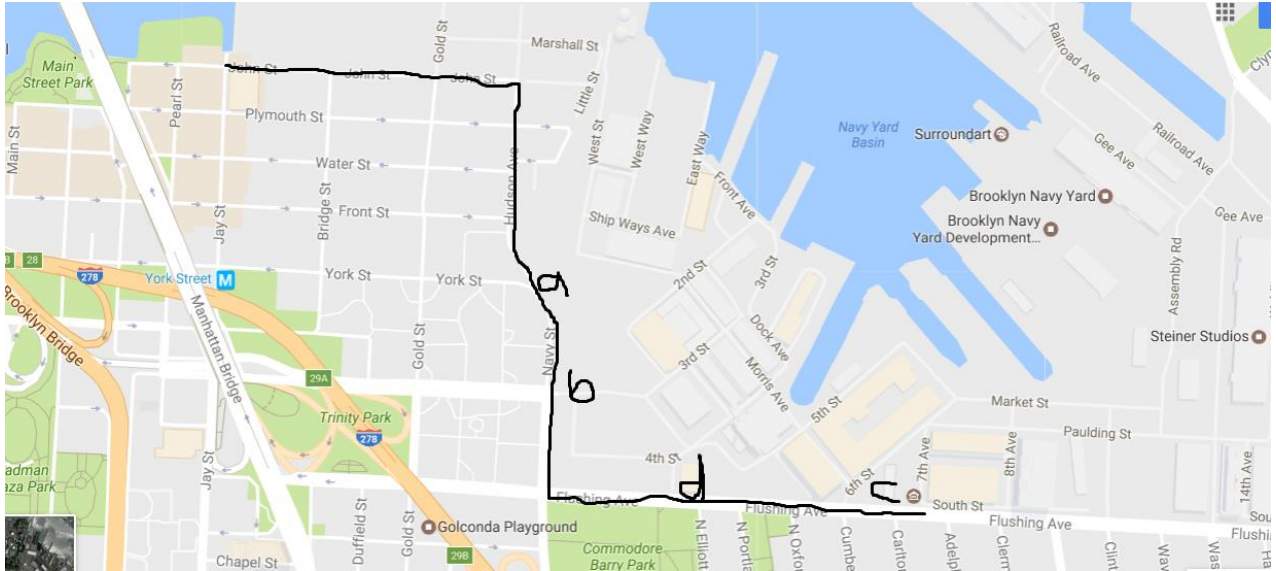 Marshall St
Gold St
Railroad Ave
Clyn
Main
Street Park
John St
John St
John St
Little St
Pearl St
Plymouth St
West St
West Way
East Way
Navy Yard
Basin
Surroundart
Gee Ave
Railroad Ave
Main St
Water St
Hudson Ave
Front Ave
Brooklyn Navy Yard
Jay St
Bridge St
Front St
Ship Ways Ave
Brooklyn Navy
Yard Development...
Gee Ave
B 28
278
York Street M
York St
York St
a
2nd St
3rd St
Assembly Rd
Brooklyn Bridge
Manhattan Bridge
Gold St
Navy St
3rd St
Dock Ave
Morris Ave
Steiner Studios
29A
b
Trinity Park
278
5th St
Market St
Paulding St
adman
aza Park
Jay St
4th St
d
6th St
c
7th Ave
8th Ave
14th Ave
Flushing Ave
Flushing Ave
South St
Flushing Ave
Sou
Golconda Playground
Duffield St
Gold St
29B
Chapel St
Commodore
Barry Park
N Elliott
N Portla
N Oxfor
Cumbe
Carlton
Adelph
Clerm
Clint
Wav
Was
Ha